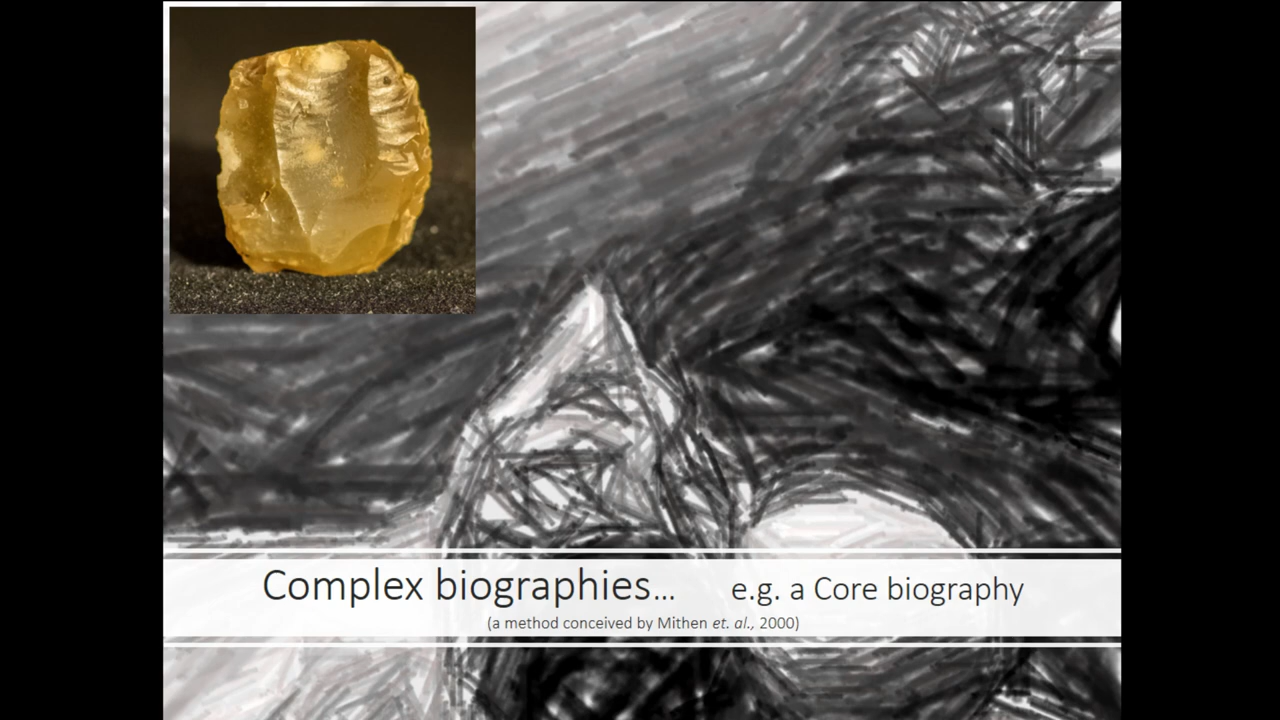 Complex biographies... e.g. a Core biography
(a method conceived by Mithen et. al., 2000)